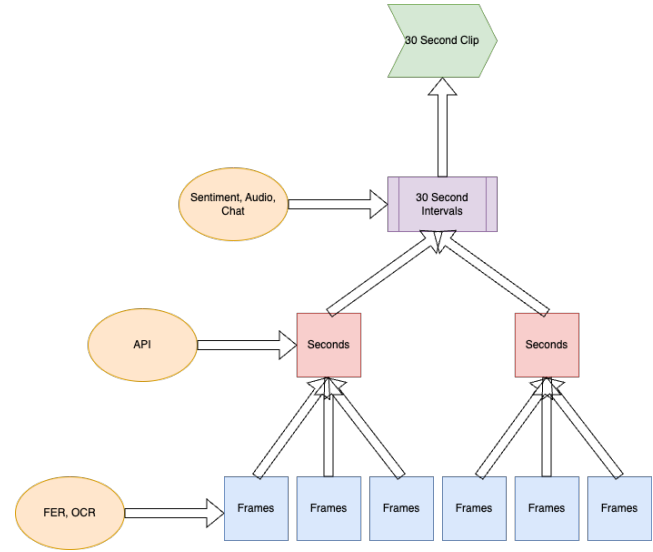 30 Second Clip
Sentiment, Audio,
Chat
30 Second
Intervals
API
Seconds
Seconds
FER, OCR
Frames
Frames
Frames
Frames
Frames
Frames